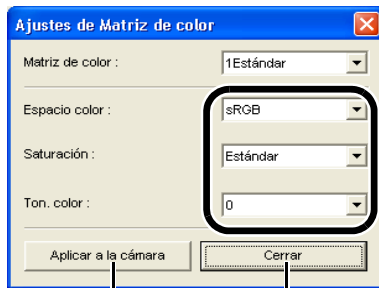 Ajustes de Matriz de color
Matriz de color : 1Estándar
Espacio color : sRGB
Saturación : Estándar
Ton. color : 0
Aplicar a la cámara Cerrar